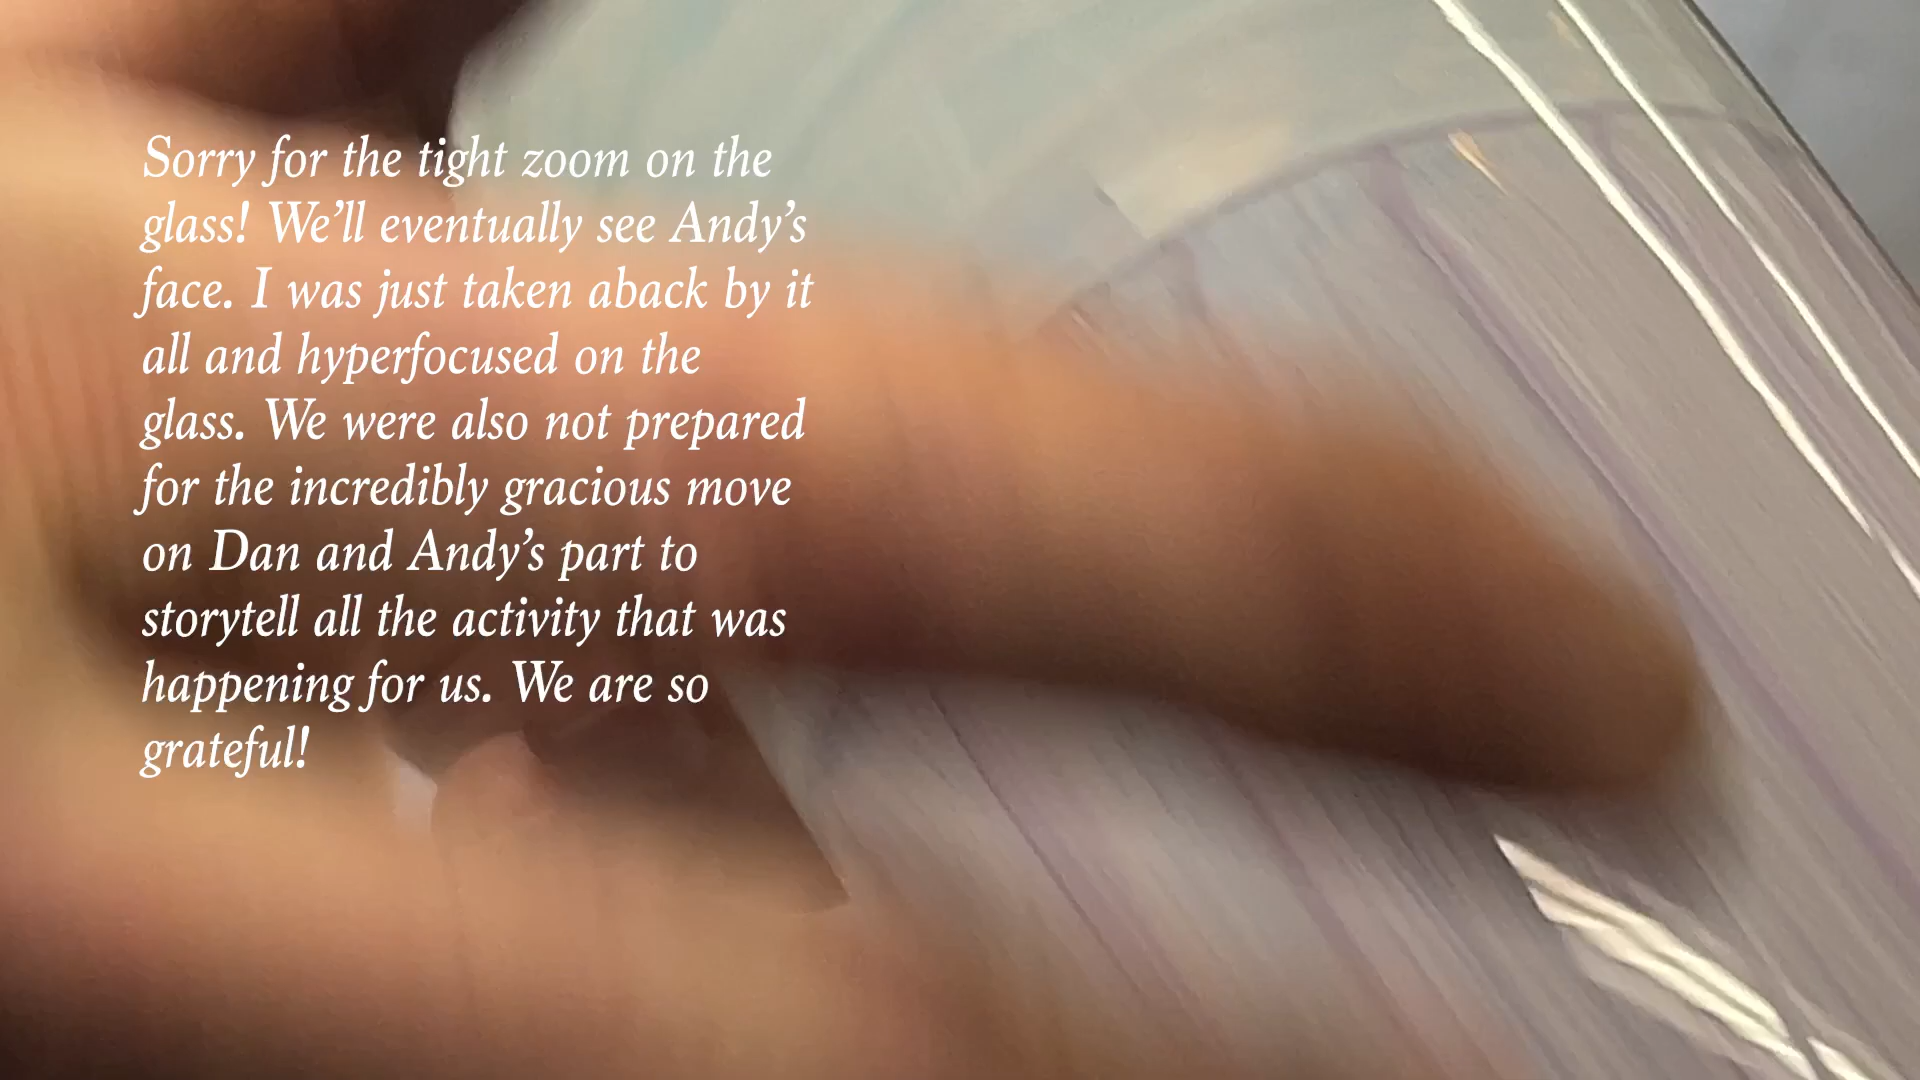 Sorry for the tight zoom on the
glass! We’ll eventually see Andy’s
face. I was just taken aback by it
all and hyperfocused on the
glass. We were also not prepared
for the incredibly gracious move
on Dan and Andy’s part to
storytell all the activity that was
happening for us. We are so
grateful!